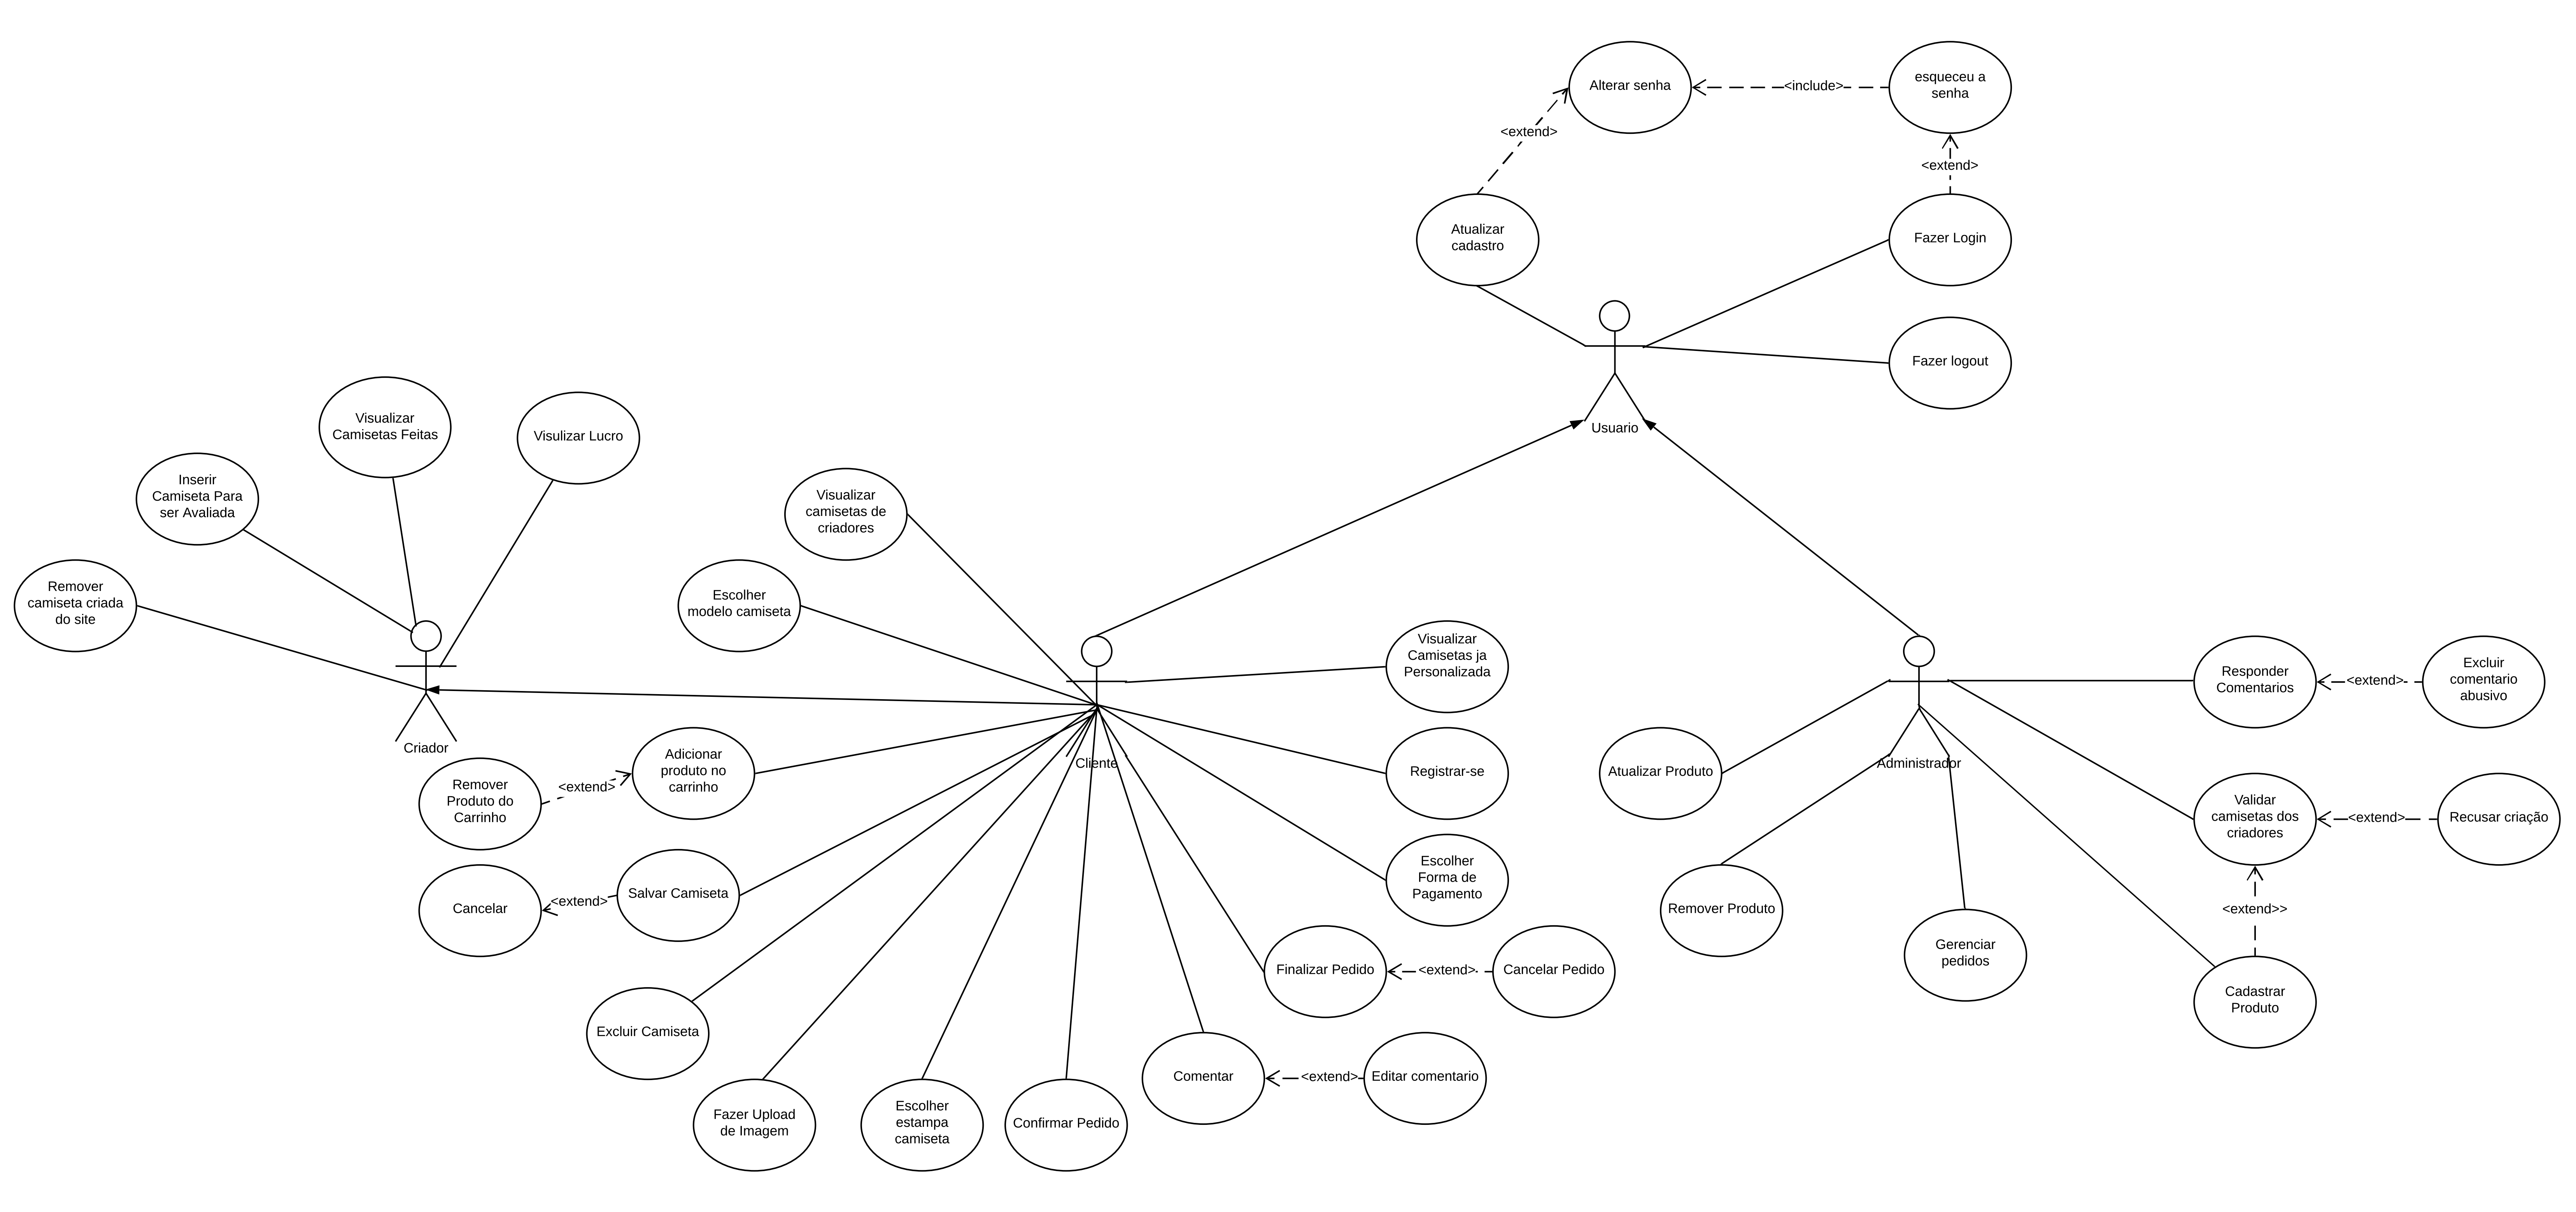 Alterar senha
<include>
esqueceu a
senha
<extend>
<extend>
Atualizar
cadastro
Fazer Login
Fazer logout
Usuario
Visualizar
Camisetas Feitas
Visulizar Lucro
Inserir
Camiseta Para
ser Avaliada
Remover
camiseta criada
do site
Criador
Visualizar
camisetas de
criadores
Escolher
modelo camiseta
Visualizar
Camisetas ja
Personalizada
Cliente
Adicionar
produto no
carrinho
<extend>
Remover
Produto do
Carrinho
Registrar-se
Salvar Camiseta
<extend>
Cancelar
Escolher
Forma de
Pagamento
Finalizar Pedido
<extend>
Cancelar Pedido
Excluir Camiseta
Fazer Upload
de Imagem
Escolher
estampa
camiseta
Confirmar Pedido
Comentar
<extend>
Editar comentario
Administrador
Responder
Comentarios
<extend>
Excluir
comentario
abusivo
Atualizar Produto
Validar
camisetas dos
criadores
<extend>
Recusar criação
Remover Produto
Gerenciar
pedidos
<extend>>
Cadastrar
Produto